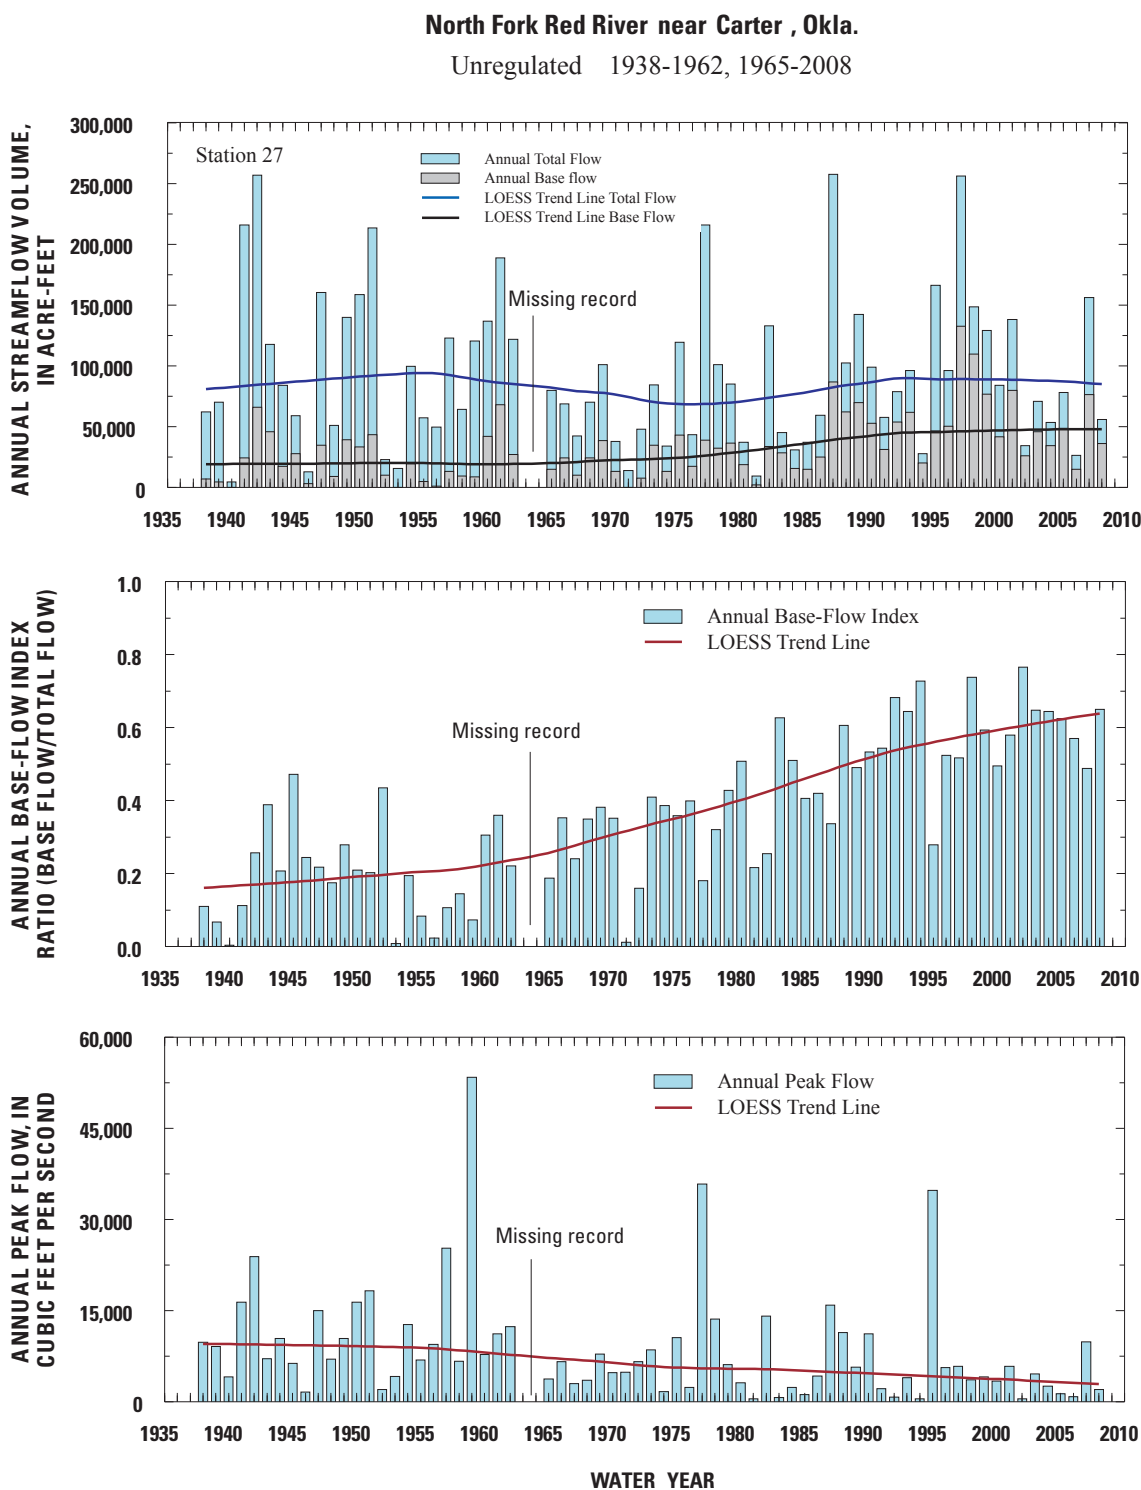 North Fork Red River near Carter , Okla.
Unregulated 1938-1962, 1965-2008
ANNUAL STREAMFLOW VOLUME,
IN ACRE-FEET
300,000
250,000
200,000
150,000
100,000
50,000
0
Station 27
Annual Total Flow
Annual Base flow
LOESS Trend Line Total Flow
LOESS Trend Line Base Flow
Missing record
1935 1940 1945 1950 1955 1960 1965 1970 1975 1980 1985 1990 1995 2000 2005 2010
ANNUAL BASE-FLOW INDEX
RATIO (BASE FLOW/TOTAL FLOW)
1.0
0.8
0.6
0.4
0.2
0.0
Annual Base-Flow Index
LOESS Trend Line
Missing record
1935 1940 1945 1950 1955 1960 1965 1970 1975 1980 1985 1990 1995 2000 2005 2010
ANNUAL PEAK FLOW, IN
CUBIC FEET PER SECOND
60,000
45,000
30,000
15,000
0
Annual Peak Flow
LOESS Trend Line
Missing record
1935 1940 1945 1950 1955 1960 1965 1970 1975 1980 1985 1990 1995 2000 2005 2010
WATER YEAR